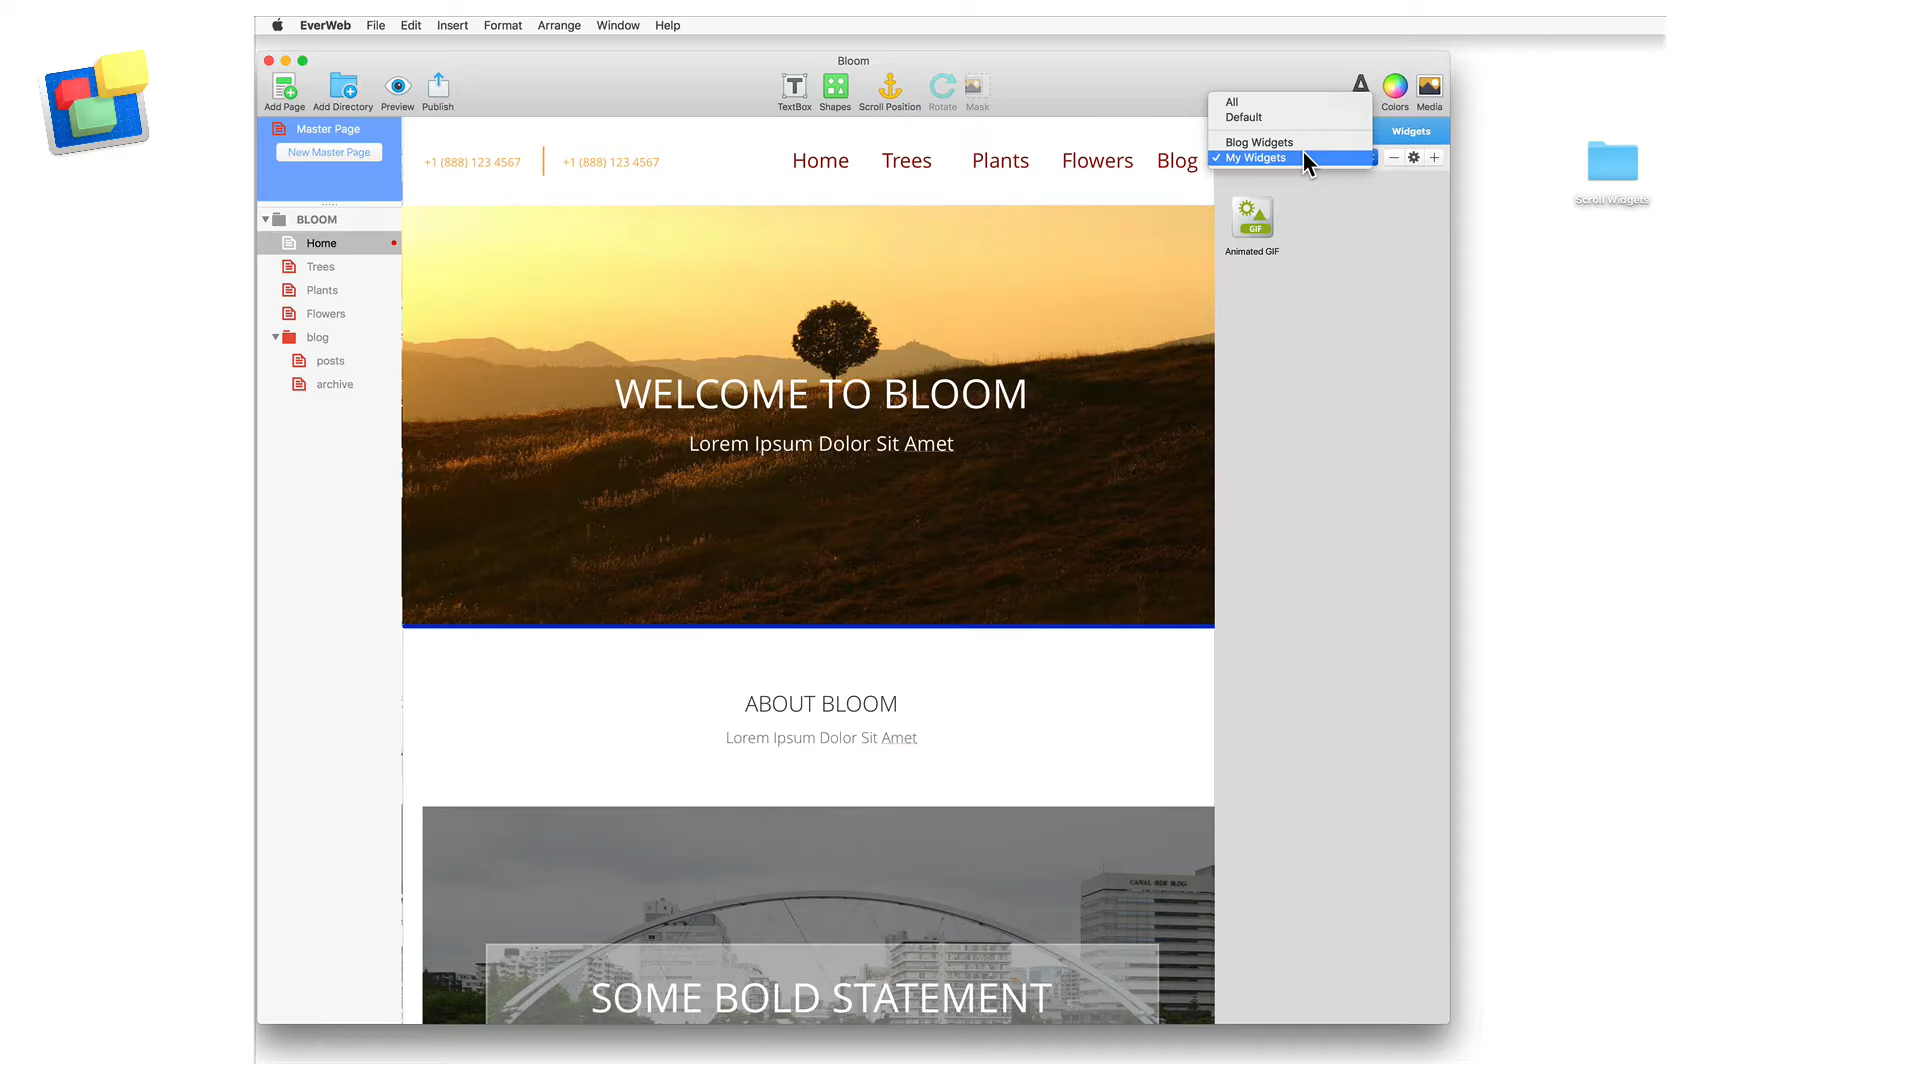 EverWeb File Edit Insert Format Arrange Window Help
Bloom
Add Page Add Directory Preview Publish TextBox Shapes Scroll Position Rotate Mask Colors Media
All
Default
Blog Widgets
✓ My Widgets
Widgets
Master Page
New Master Page
+1 (888) 123 4567 +1 (888) 123 4567
Home Trees Plants Flowers Blog
BLOOM
Home
Trees
Plants
Flowers
blog
posts
archive
GIF
Animated GIF
Scroll Widgets
WELCOME TO BLOOM
Lorem Ipsum Dolor Sit Amet
ABOUT BLOOM
Lorem Ipsum Dolor Sit Amet
CANAL SIDE BLDG
SOME BOLD STATEMENT